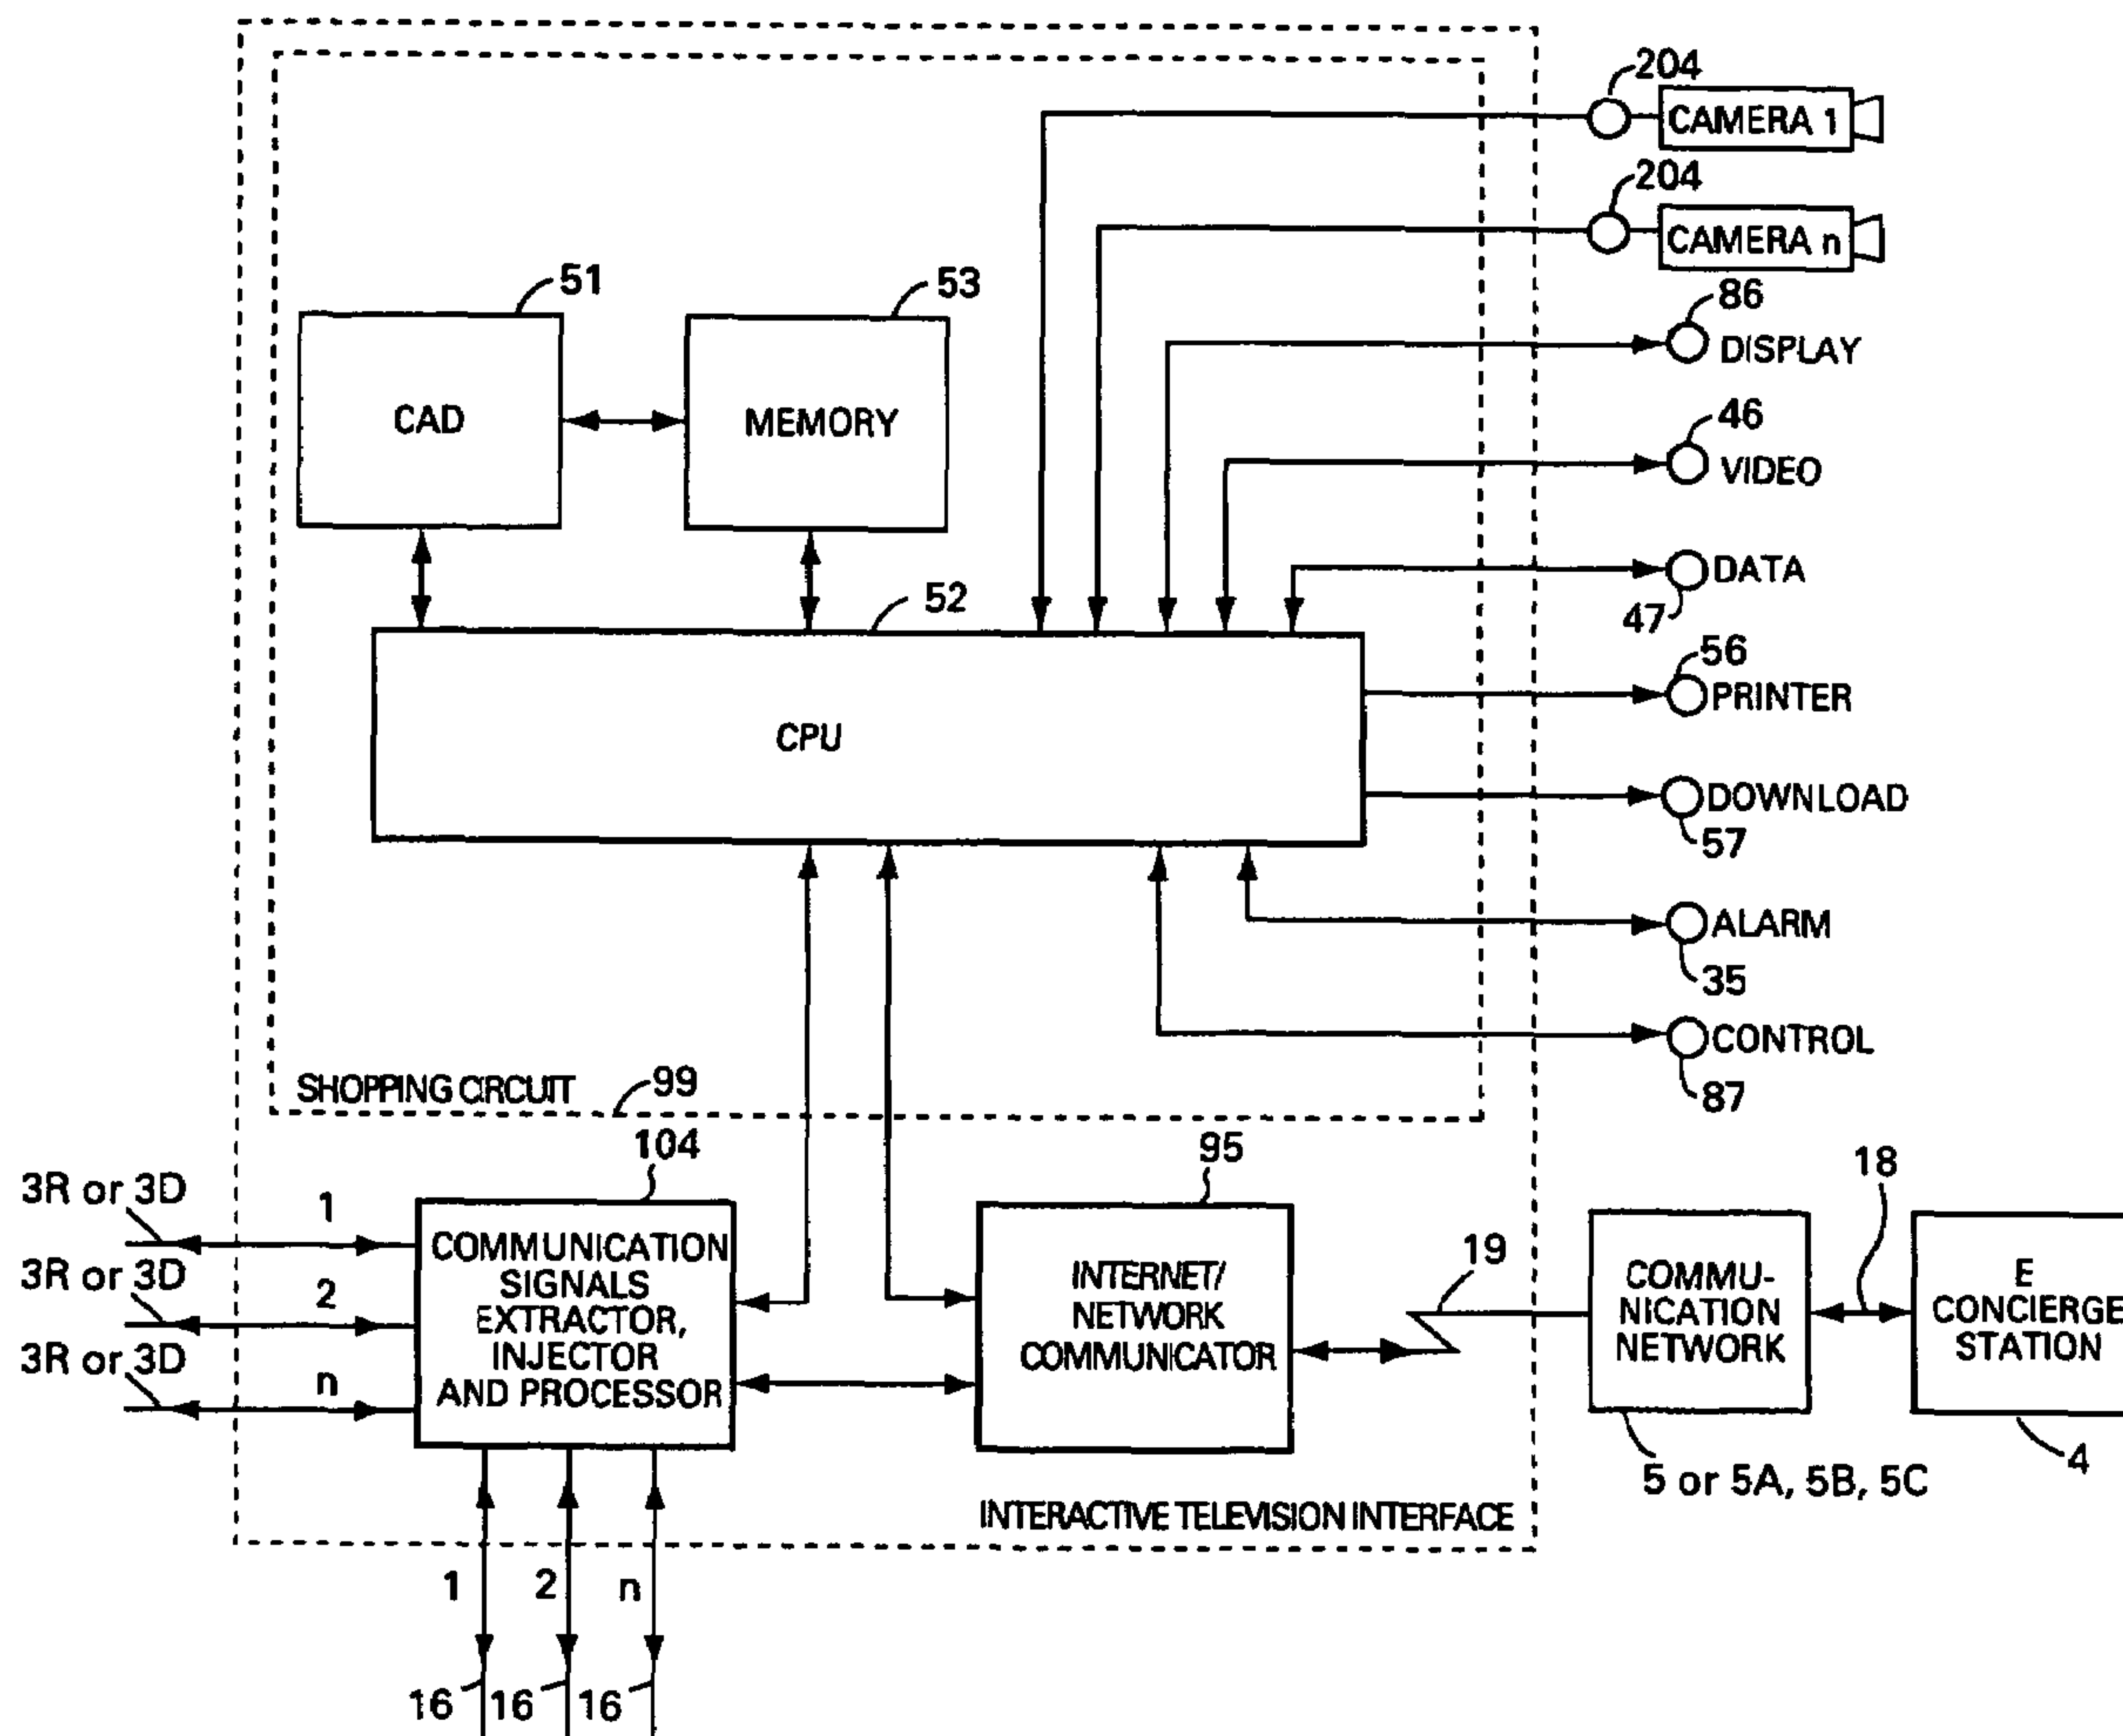 204
CAMERA 1
204
CAMERA n
86
DISPLAY
51
53
46
VIDEO
CAD
MEMORY
DATA
47
52
56
PRINTER
CPU
DOWNLOAD
57
ALARM
35
CONTROL
87
SHOPPING CIRCUIT
99
104
95
18
3R or 3D
1
3R or 3D
2
3R or 3D
n
COMMUNICATION
SIGNALS
EXTRACTOR,
INJECTOR
AND PROCESSOR
INTERNET/
NETWORK
COMMUNICATOR
19
COMMU-
NICATION
NETWORK
E
CONCIERGE
STATION
5 or 5A, 5B, 5C
4
INTERACTIVE TELEVISION INTERFACE
1
2
n
16
16
16